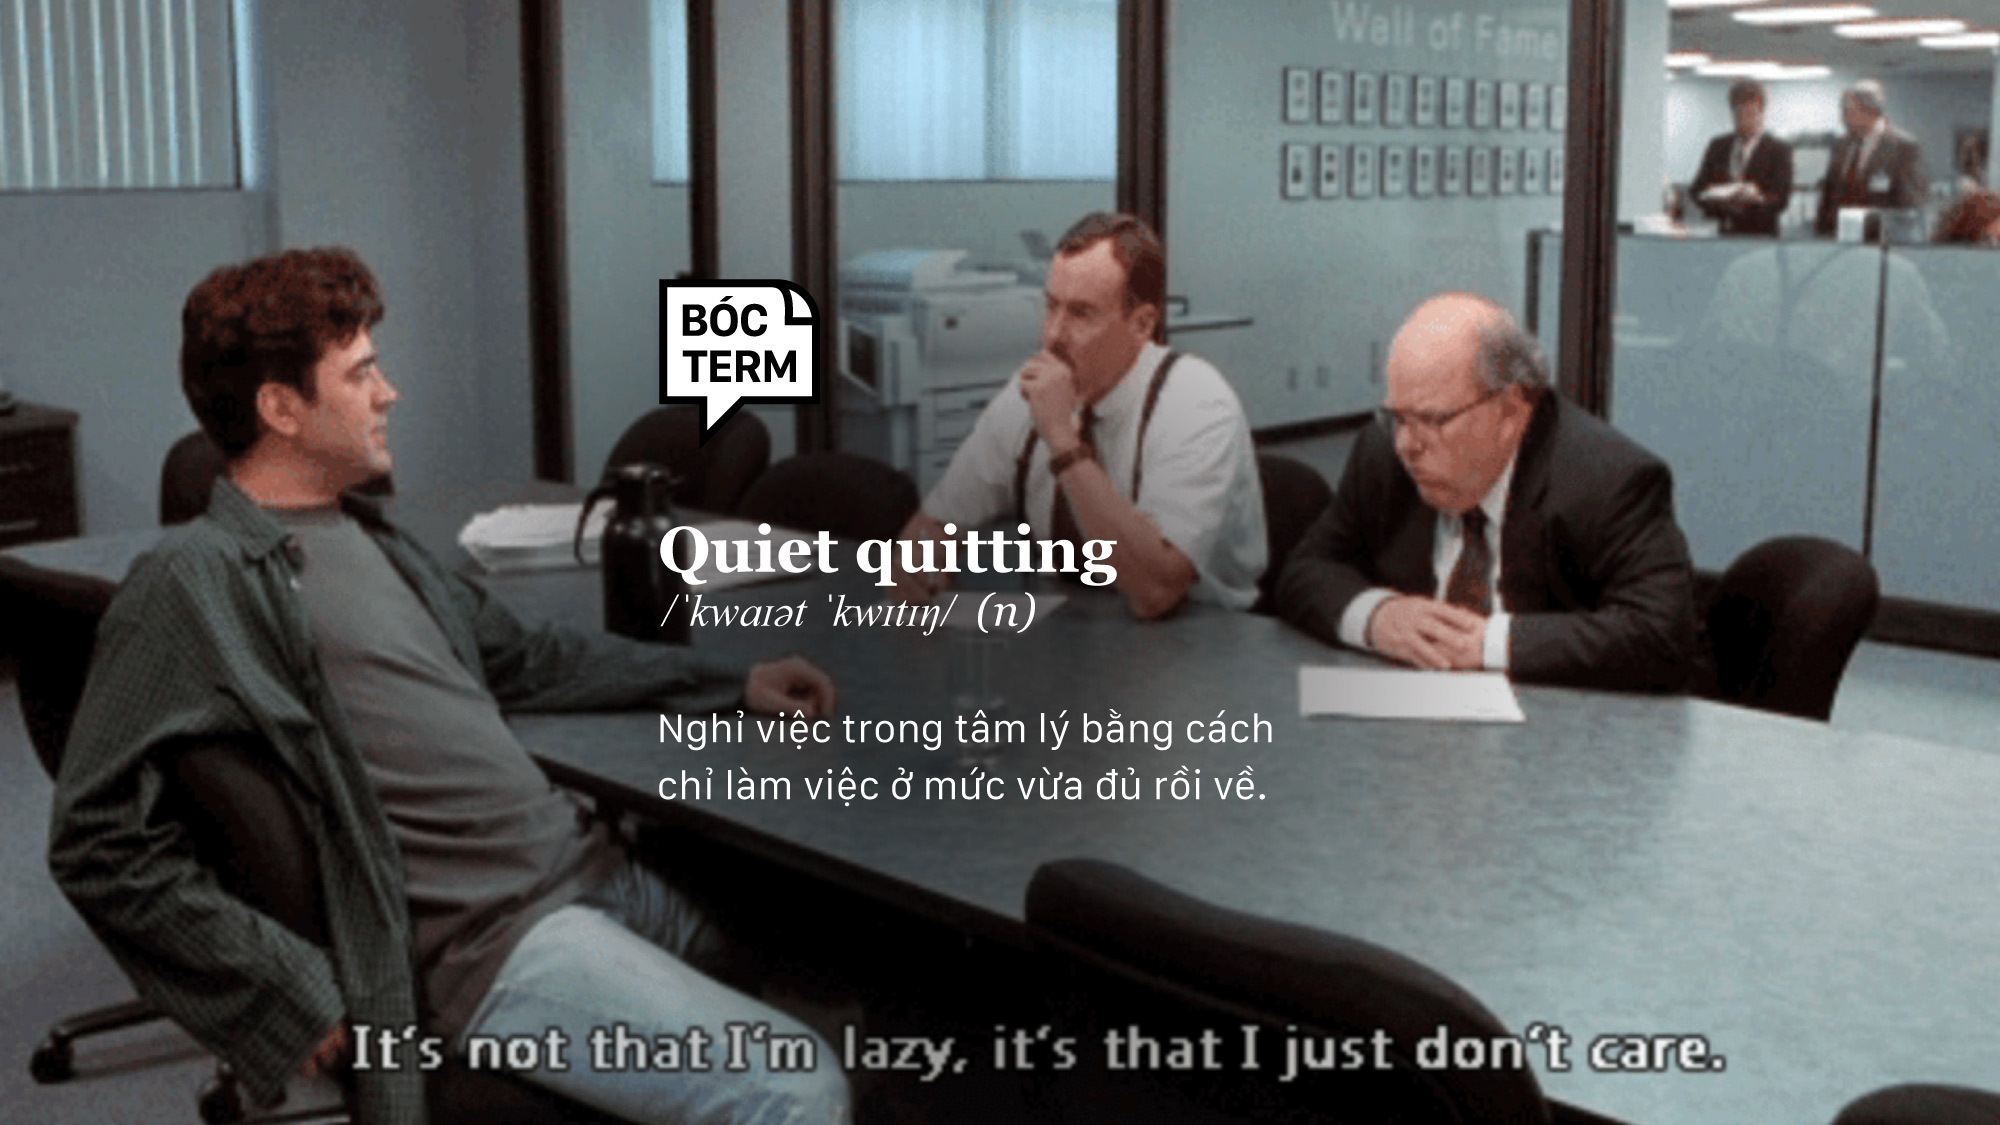 Wall of Fame
BÓC
TERM
Quiet quitting
/ˈkwaɪət ˈkwɪtɪŋ/ (n)
Nghỉ việc trong tâm lý bằng cách
chỉ làm việc ở mức vừa đủ rồi về.
It's not that I'm lazy, it's that I just don't care.